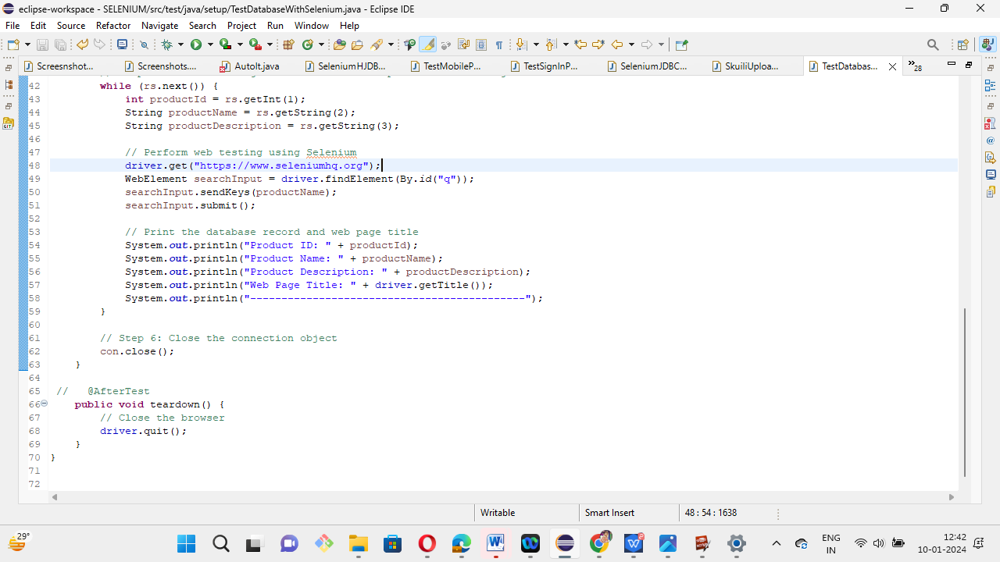 eclipse-workspace - SELENIUM/src/test/java/setup/TestDatabaseWithSelenium.java - Eclipse IDE
File Edit Source Refactor Navigate Search Project Run Window Help
Screesnshot... Screenshots.... AutoIt.java SeleniumHJDB... TestMobileP... TestSignInP... SeleniumJDBC... SkuiliUploa... TestDatabas... »28
42 while (rs.next()) {
43 int productId = rs.getInt(1);
44 String productName = rs.getString(2);
45 String productDescription = rs.getString(3);
46
47 // Perform web testing using Selenium
48 driver.get("https://www.seleniumhq.org");
49 WebElement searchInput = driver.findElement(By.id("q"));
50 searchInput.sendKeys(productName);
51 searchInput.submit();
52
53 // Print the database record and web page title
54 System.out.println("Product ID: " + productId);
55 System.out.println("Product Name: " + productName);
56 System.out.println("Product Description: " + productDescription);
57 System.out.println("Web Page Title: " + driver.getTitle());
58 System.out.println("--------------------------------------------");
59 }
60
61 // Step 6: Close the connection object
62 con.close();
63 }
64
65 // @AfterTest
66 public void teardown() {
67 // Close the browser
68 driver.quit();
69 }
70 }
71
72
Writable Smart Insert 48 : 54 : 1638
29° ENG IN 12:42 10-01-2024